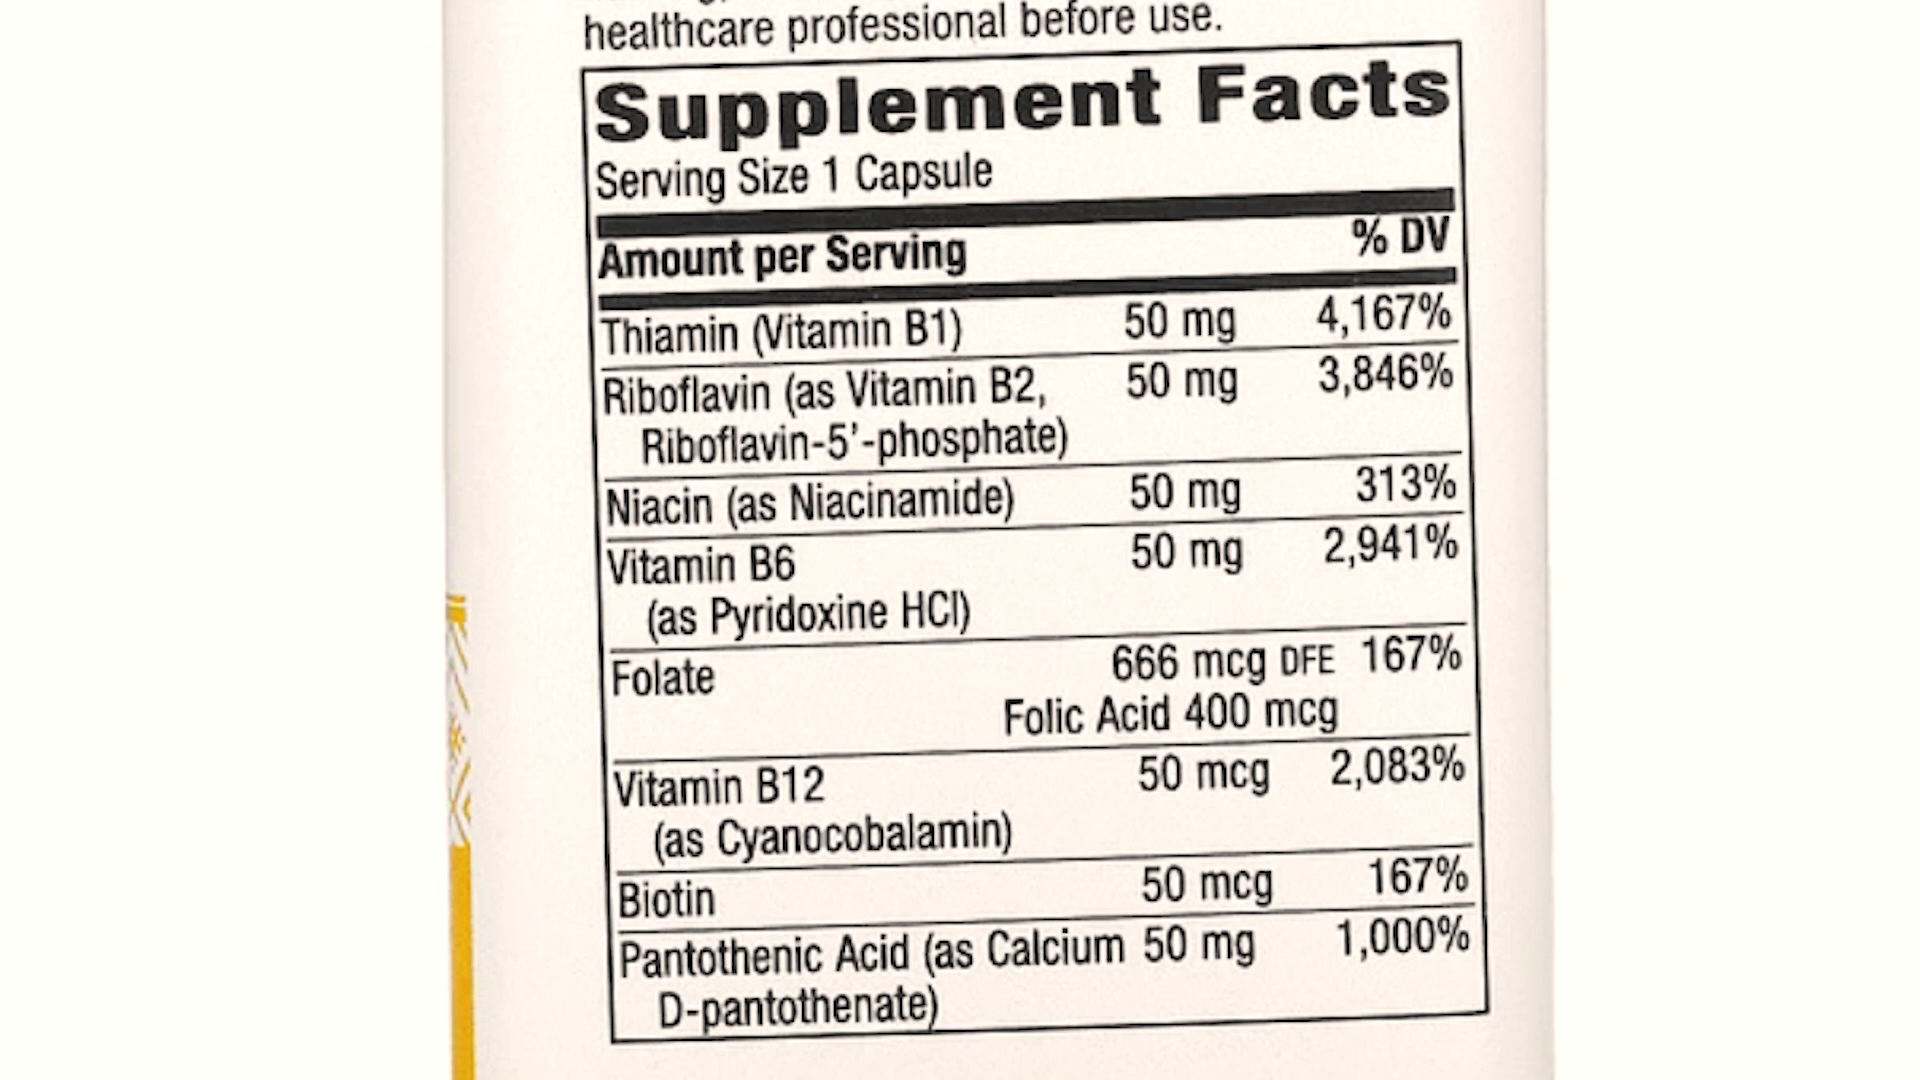 healthcare professional before use.
Supplement Facts
Serving Size 1 Capsule
Amount per Serving % DV
Thiamin (Vitamin B1) 50 mg 4,167%
Riboflavin (as Vitamin B2, 50 mg 3,846%
Riboflavin-5’-phosphate)
Niacin (as Niacinamide) 50 mg 313%
Vitamin B6 50 mg 2,941%
(as Pyridoxine HCl)
Folate 666 mcg DFE 167%
Folic Acid 400 mcg
Vitamin B12 50 mcg 2,083%
(as Cyanocobalamin)
Biotin 50 mcg 167%
Pantothenic Acid (as Calcium 50 mg 1,000%
D-pantothenate)